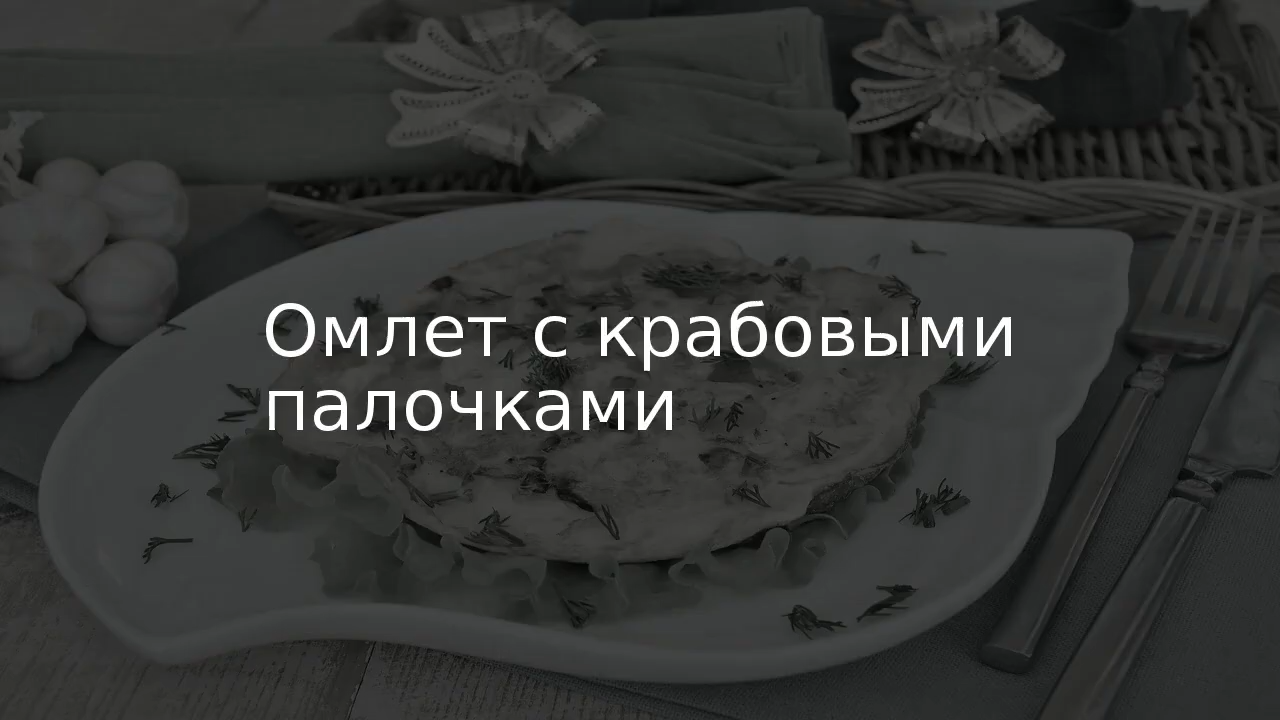 Омлет с крабовыми
палочками